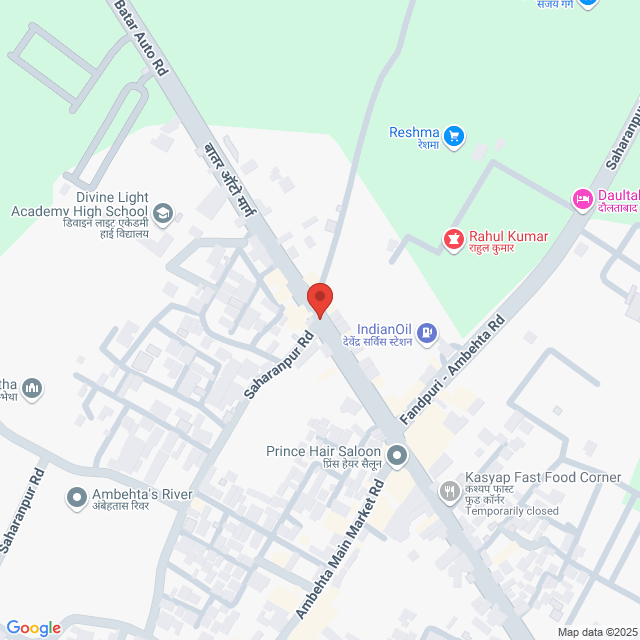 संजय गर्ग
Batar Auto Rd
Saharanpur
Reshma
रेशमा
बातर ऑटो मार्ग
Divine Light
Academy High School
डिवाइन लाइट एकेडमी
हाई विद्यालय
दौलताबाद
Rahul Kumar
राहुल कुमार
IndianOil
देवेंद्र सर्विस स्टेशन
Saharanpur Rd
Fandpuri - Ambehta Rd
Prince Hair Saloon
प्रिंस हेयर सैलून
Kasyap Fast Food Corner
कश्यप फास्ट
फूड कॉर्नर
Temporarily closed
Saharanpur Rd
Ambehta's River
अंबेहतास रिवर
Ambehta Main Market Rd
Google
Map data ©2025